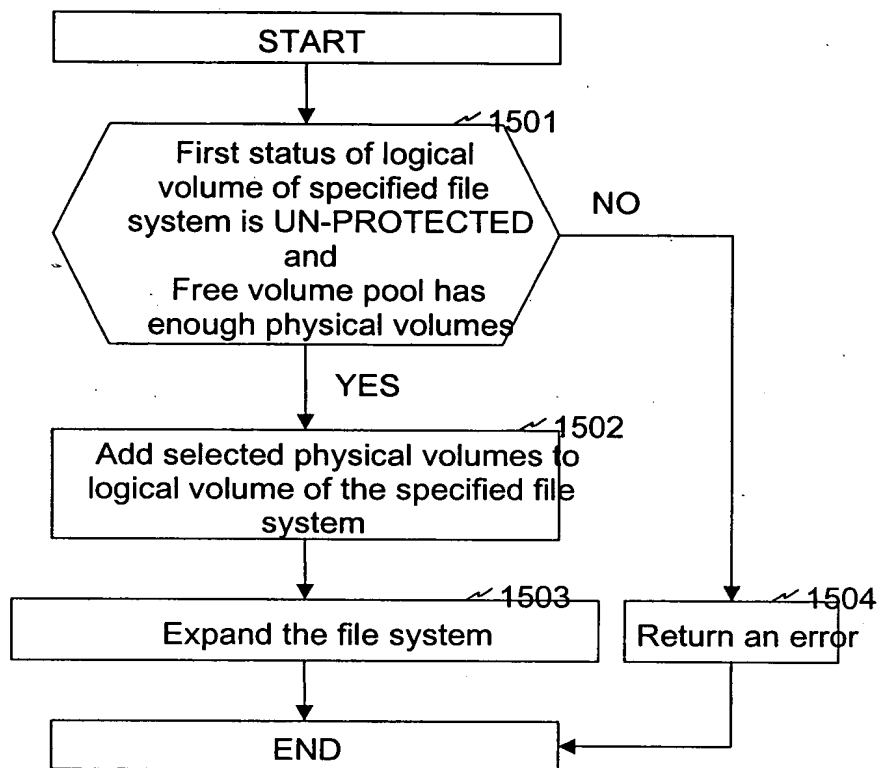 START
1501
First status of logical
volume of specified file
system is UN-PROTECTED
and
Free volume pool has
enough physical volumes
NO
YES
1502
Add selected physical volumes to
logical volume of the specified file
system
1503
Expand the file system
1504
Return an error
END